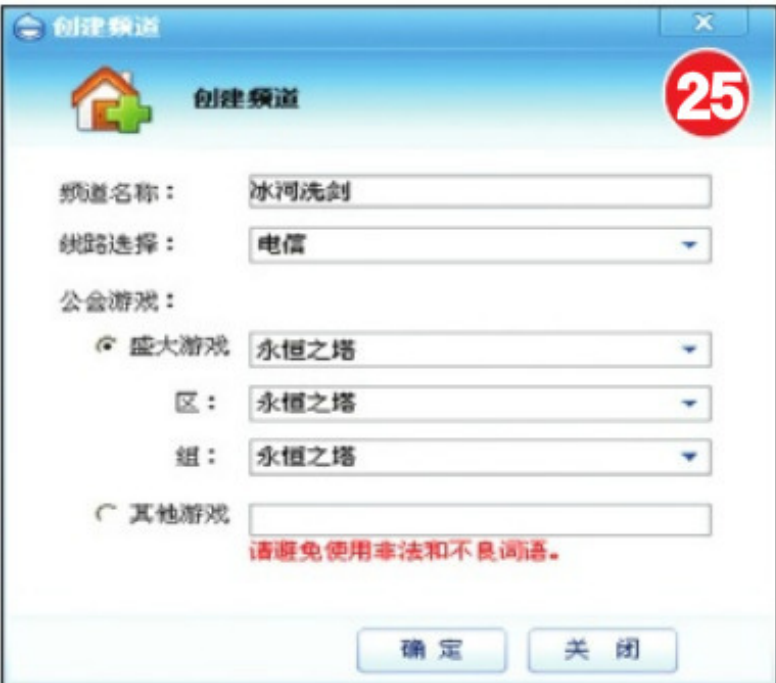 创建频道
25
创建频道
频道名称： 冰河洗剑
线路选择： 电信
公会游戏：
盛大游戏 永恒之塔
区： 永恒之塔
组： 永恒之塔
其他游戏
请避免使用非法和不良词语。
确定 关闭